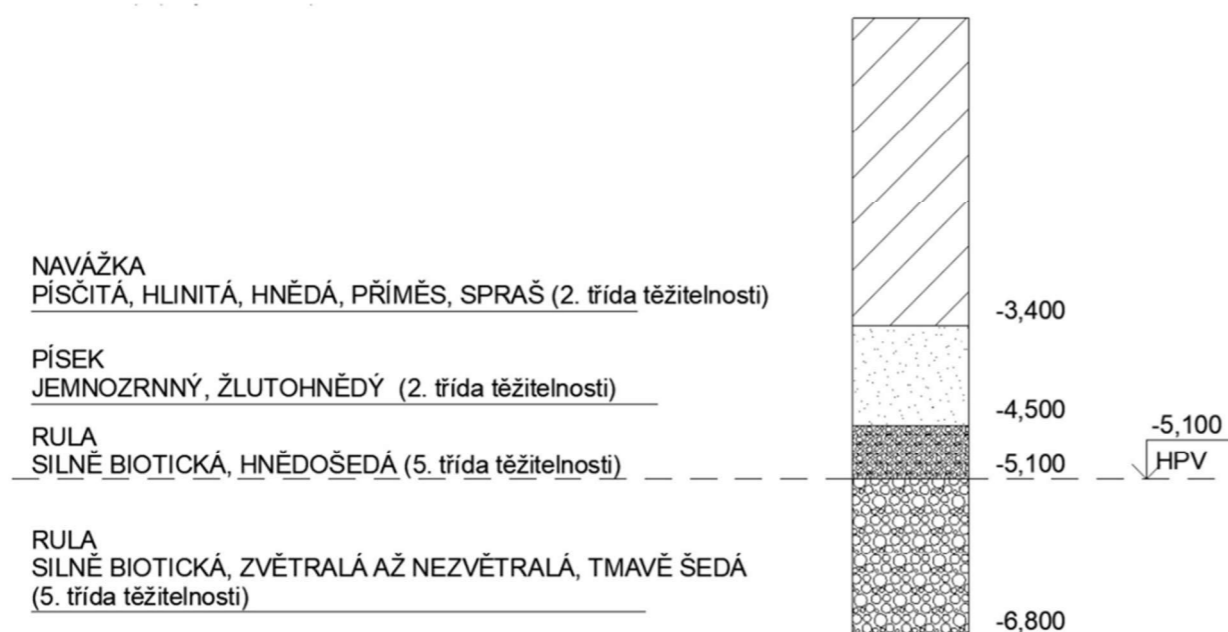 NAVÁŽKA
PÍSČITÁ, HLINITÁ, HNĚDÁ, PŘÍMĚS, SPRAŠ (2. třída těžitelnosti)
-3,400
PÍSEK
JEMNOZRNNÝ, ŽLUTOHNĚDÝ (2. třída těžitelnosti)
-4,500
RULA
SILNĚ BIOTICKÁ, HNĚDOŠEDÁ (5. třída těžitelnosti)
-5,100
-5,100
HPV
RULA
SILNĚ BIOTICKÁ, ZVĚTRALÁ AŽ NEZVĚTRALÁ, TMAVĚ ŠEDÁ
(5. třída těžitelnosti)
-6,800